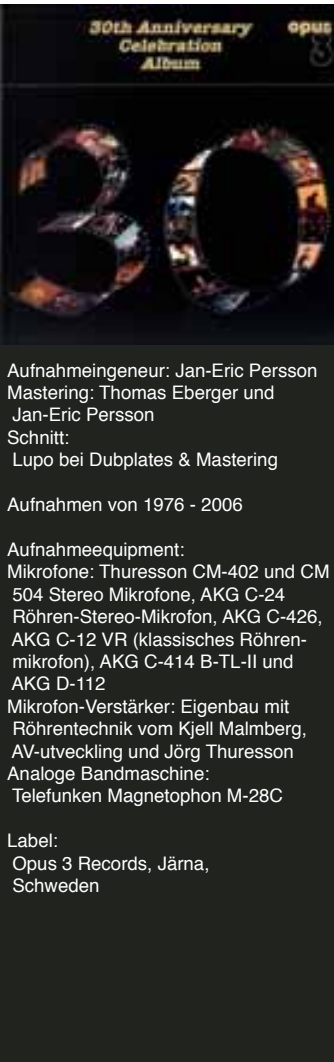 30th Anniversary
Celebration
Album
opus
3
30
Aufnahmeingeneur: Jan-Eric Persson
Mastering: Thomas Eberger und
Jan-Eric Persson
Schnitt:
Lupo bei Dubplates & Mastering
Aufnahmen von 1976 - 2006
Aufnahmeequipment:
Mikrofone: Thuresson CM-402 und CM
504 Stereo Mikrofone, AKG C-24
Röhren-Stereo-Mikrofon, AKG C-426,
AKG C-12 VR (klassisches Röhren-
mikrofon), AKG C-414 B-TL-II und
AKG D-112
Mikrofon-Verstärker: Eigenbau mit
Röhrentechnik vom Kjell Malmberg,
AV-utveckling und Jörg Thuresson
Analoge Bandmaschine:
Telefunken Magnetophon M-28C
Label:
Opus 3 Records, Järna,
Schweden